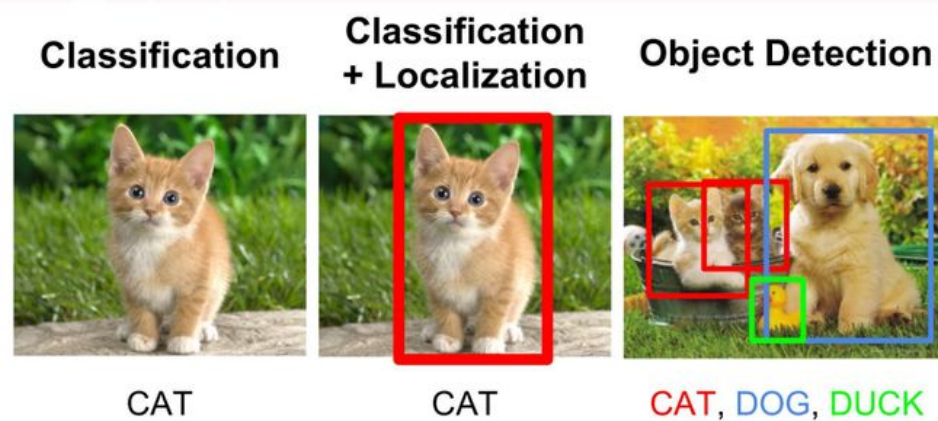 Classification
Classification
+ Localization
Object Detection
CAT
CAT
CAT, DOG, DUCK